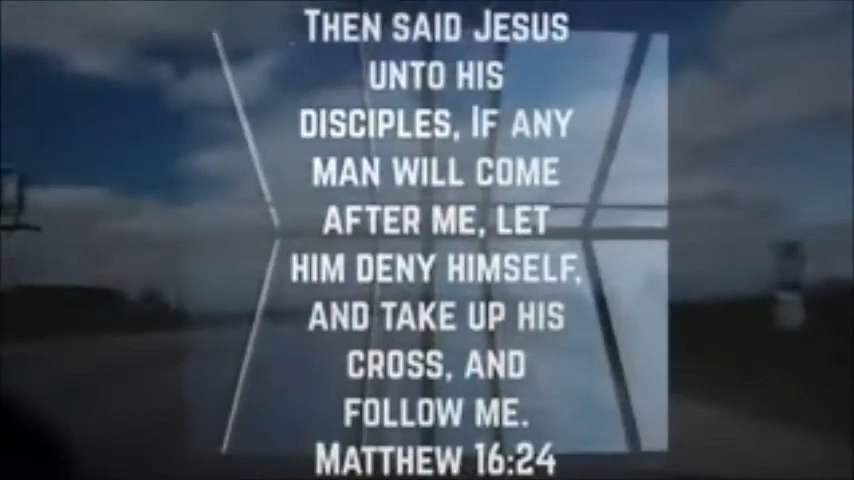 Then said Jesus
unto his
disciples, If any
man will come
after me, let
him deny himself,
and take up his
cross, and
follow me.
Matthew 16:24